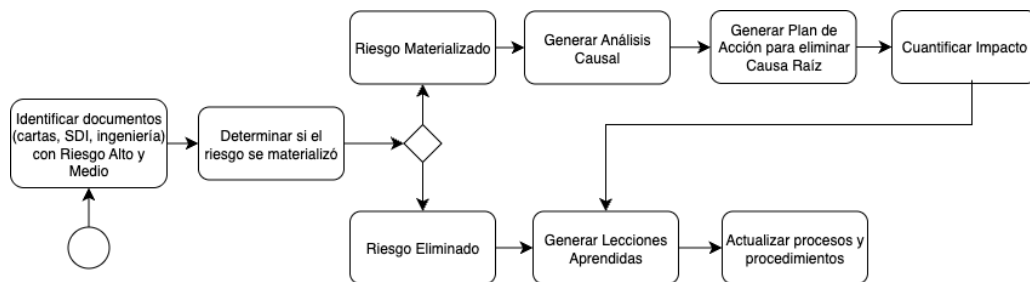 Identificar documentos
(cartas, SDI, ingeniería)
con Riesgo Alto y
Medio
Determinar si el
riesgo se materializó
Riesgo Materializado
Generar Análisis
Causal
Generar Plan de
Acción para eliminar
Causa Raíz
Cuantificar Impacto
Riesgo Eliminado
Generar Lecciones
Aprendidas
Actualizar procesos y
procedimientos